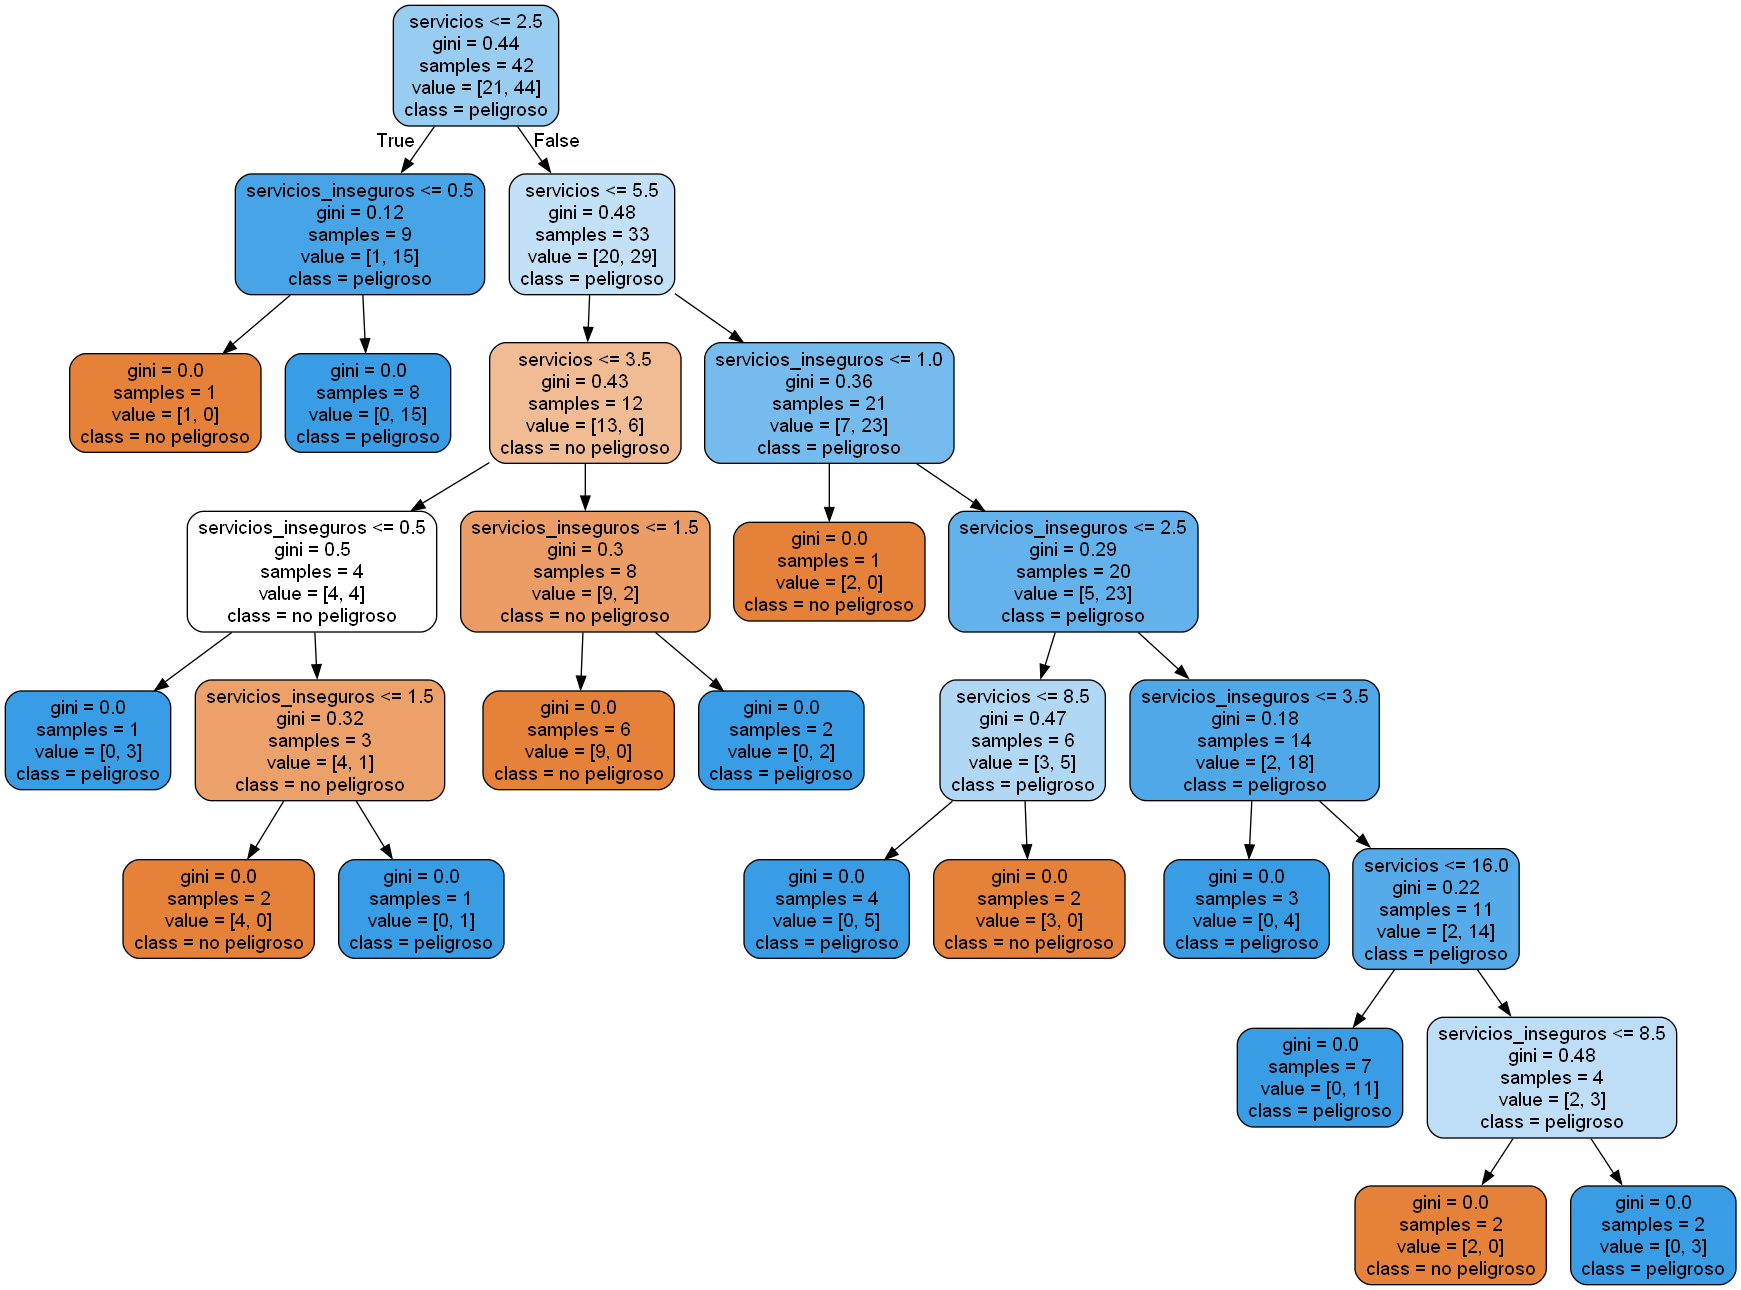 servicios <= 2.5
gini = 0.44
samples = 42
value = [21, 44]
class = peligroso
True
False
servicios_inseguros <= 0.5
gini = 0.12
samples = 9
value = [1, 15]
class = peligroso
servicios <= 5.5
gini = 0.48
samples = 33
value = [20, 29]
class = peligroso
gini = 0.0
samples = 1
value = [1, 0]
class = no peligroso
gini = 0.0
samples = 8
value = [0, 15]
class = peligroso
servicios <= 3.5
gini = 0.43
samples = 12
value = [13, 6]
class = no peligroso
servicios_inseguros <= 1.0
gini = 0.36
samples = 21
value = [7, 23]
class = peligroso
servicios_inseguros <= 0.5
gini = 0.5
samples = 4
value = [4, 4]
class = no peligroso
servicios_inseguros <= 1.5
gini = 0.3
samples = 8
value = [9, 2]
class = no peligroso
gini = 0.0
samples = 1
value = [2, 0]
class = no peligroso
servicios_inseguros <= 2.5
gini = 0.29
samples = 20
value = [5, 23]
class = peligroso
gini = 0.0
samples = 1
value = [0, 3]
class = peligroso
servicios_inseguros <= 1.5
gini = 0.32
samples = 3
value = [4, 1]
class = no peligroso
gini = 0.0
samples = 6
value = [9, 0]
class = no peligroso
gini = 0.0
samples = 2
value = [0, 2]
class = peligroso
servicios <= 8.5
gini = 0.47
samples = 6
value = [3, 5]
class = peligroso
servicios_inseguros <= 3.5
gini = 0.18
samples = 14
value = [2, 18]
class = peligroso
gini = 0.0
samples = 2
value = [4, 0]
class = no peligroso
gini = 0.0
samples = 1
value = [0, 1]
class = peligroso
gini = 0.0
samples = 4
value = [0, 5]
class = peligroso
gini = 0.0
samples = 2
value = [3, 0]
class = no peligroso
gini = 0.0
samples = 3
value = [0, 4]
class = peligroso
servicios <= 16.0
gini = 0.22
samples = 11
value = [2, 14]
class = peligroso
gini = 0.0
samples = 7
value = [0, 11]
class = peligroso
servicios_inseguros <= 8.5
gini = 0.48
samples = 4
value = [2, 3]
class = peligroso
gini = 0.0
samples = 2
value = [2, 0]
class = no peligroso
gini = 0.0
samples = 2
value = [0, 3]
class = peligroso